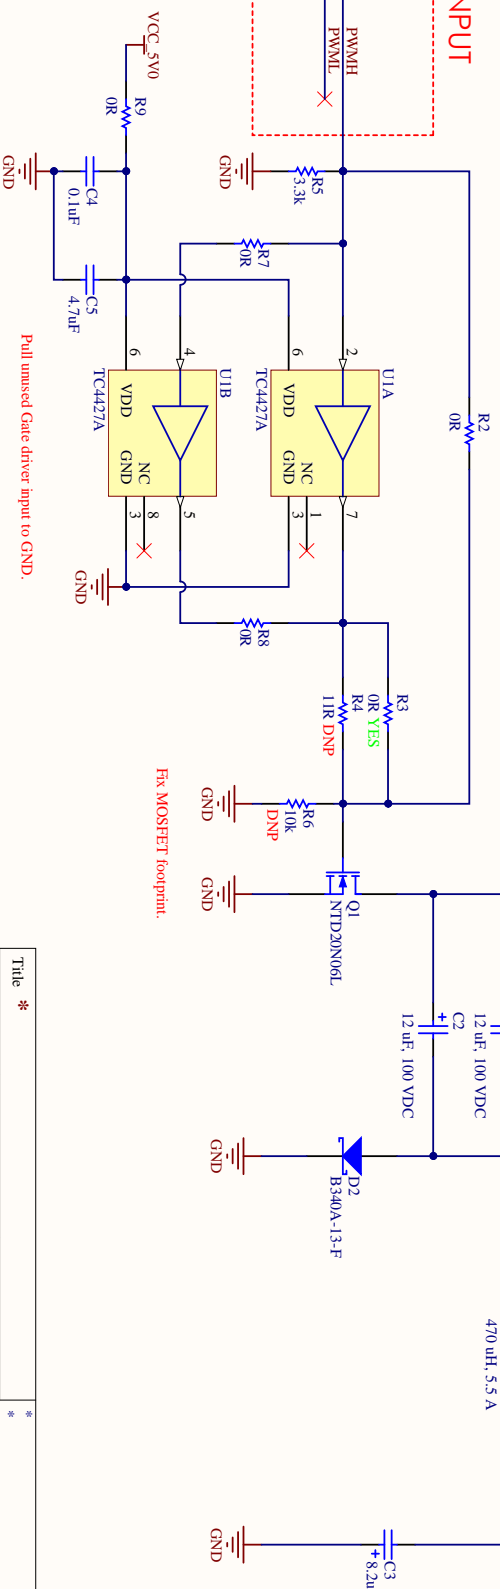 NPUT
PWMH
PWML
VCC_5V0
R9
0R
GND
C4
0.1uF
C5
4.7uF
GND
R5
3.3k
R7
0R
R2
0R
6
4
6
2
U1B
TC4427A
VDD
GND
NC
U1A
TC4427A
VDD
GND
NC
3
8
5
3
1
7
GND
Pull unused Gate driver input to GND.
R8
0R
R3
0R YES
R4
11R DNP
R6
10k
DNP
GND
Fix MOSFET footprint.
GND
Q1
NTD20N06L
C2
12 uF, 100 VDC
12 uF, 100 VDC
+
D2
B340A-13-F
GND
470 uH, 5.5 A
GND
C3
8.2u
+
Title
*
*
*